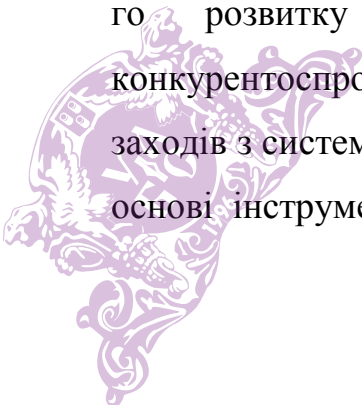 го розвитку
конкурентоспро
заходів з систем
основі інструме